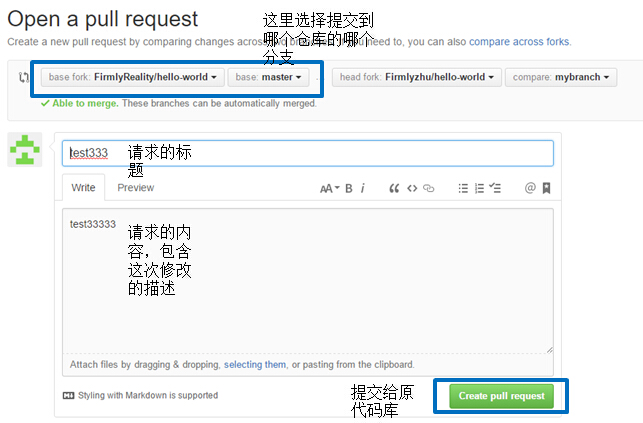 Open a pull request
这里选择提交到
哪个仓库的哪个
分支
Create a new pull request by comparing changes across two branches. If you need to, you can also compare across forks.
base fork: FirmlyReality/hello-world base: master ... head fork: Firmlyzhu/hello-world compare: mybranch
Able to merge. These branches can be automatically merged.
test333
请求的标
题
Write Preview AA B i @
test33333
请求的内
容，包含
这次修改
的描述
Attach files by dragging & dropping, selecting them, or pasting from the clipboard.
Styling with Markdown is supported
提交给原
代码库
Create pull request